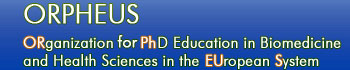 ORPHEUS
ORganization for PhD Education in Biomedicine
and Health Sciences in the EUropean System